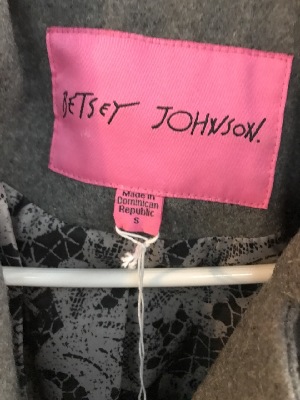 BETSEY JOHNSON.
Made in
Dominican
Republic
S